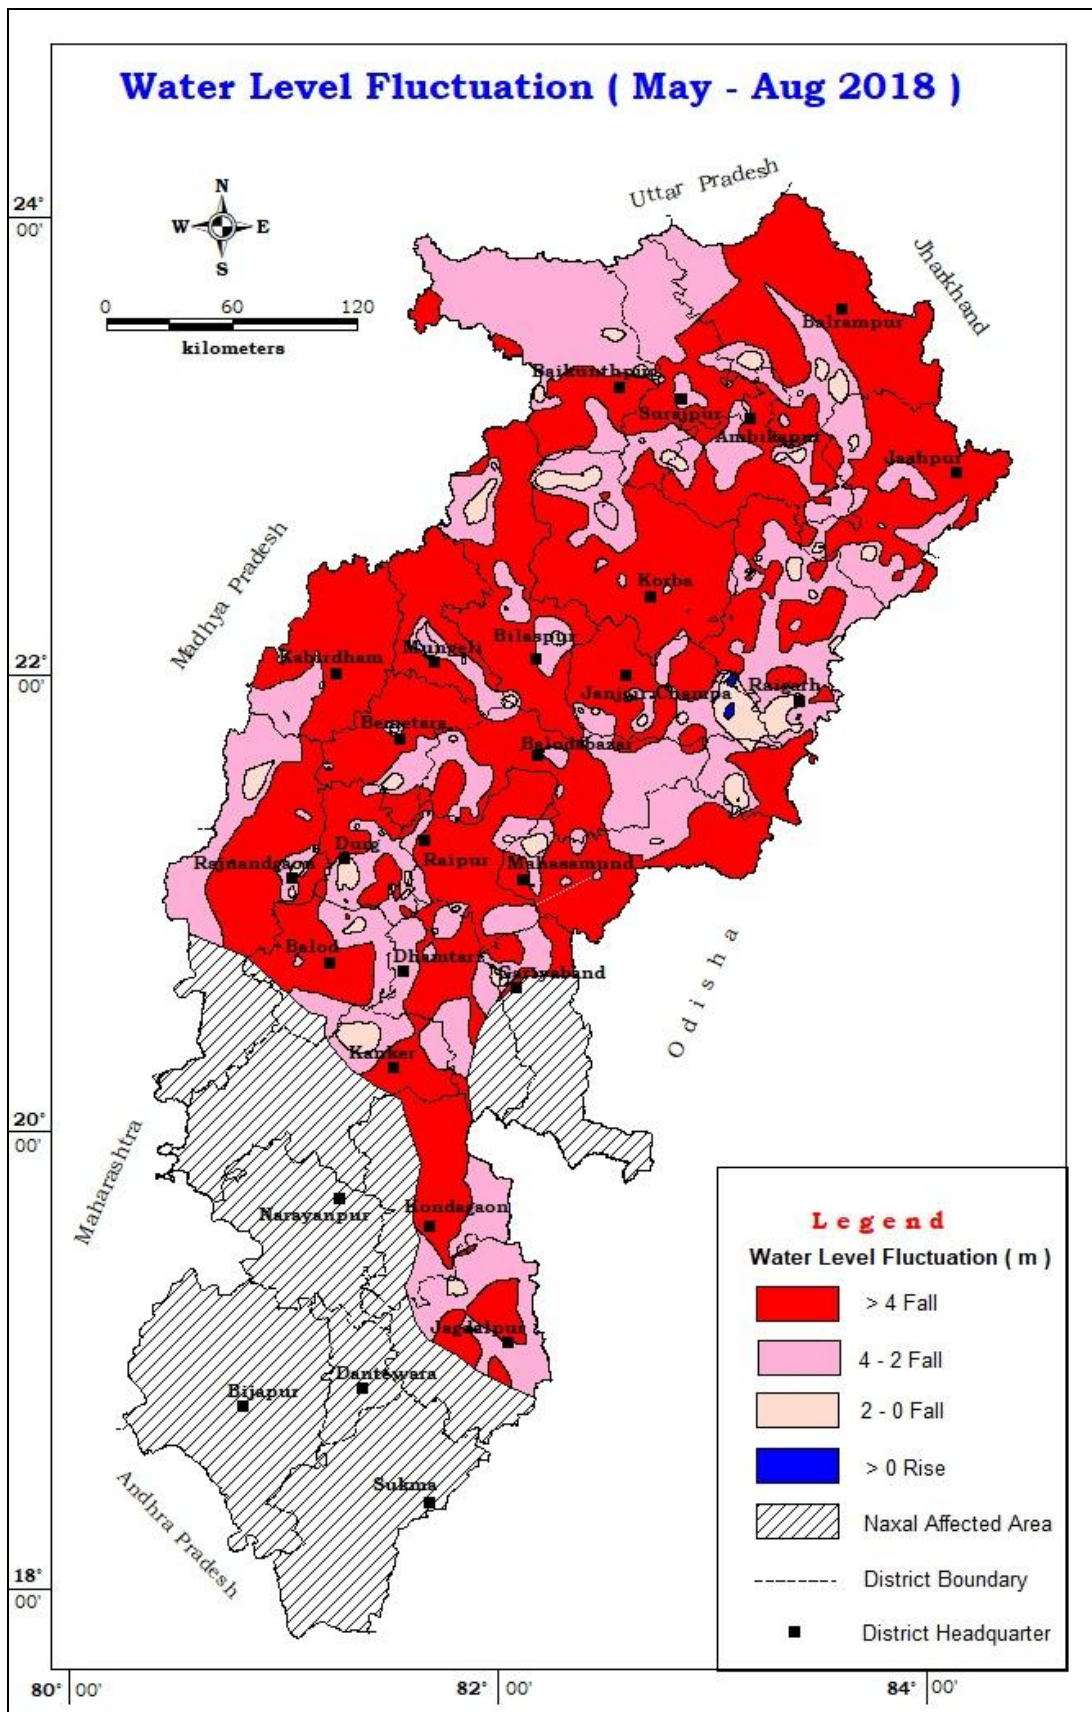 Water Level Fluctuation ( May - Aug 2018 )
Uttar Pradesh
N
24°
00'
W E
S
Jharkhand
0 60 120
kilometers
Balrampur
Baikunthpur
Surajpur
Ambikapur
Jashpur
Madhya Pradesh
Korba
Bilaspur
Mungeli
Kabirdham
22°
00'
Janjgir-Champa
Raigarh
Bemetara
Balodabazar
Durg
Raipur
Rajnandgaon
Mahasamund
Balod
Dhamtari
Gariyaband
Odisha
Kanker
20°
00'
Maharashtra
Narayanpur
Kondagaon
Legend
Water Level Fluctuation ( m )
> 4 Fall
Jagdalpur
4 - 2 Fall
Dantewara
Bijapur
2 - 0 Fall
> 0 Rise
Sukma
Andhra Pradesh
Naxal Affected Area
18°
00'
District Boundary
District Headquarter
80° 00' 82° 00' 84° 00'